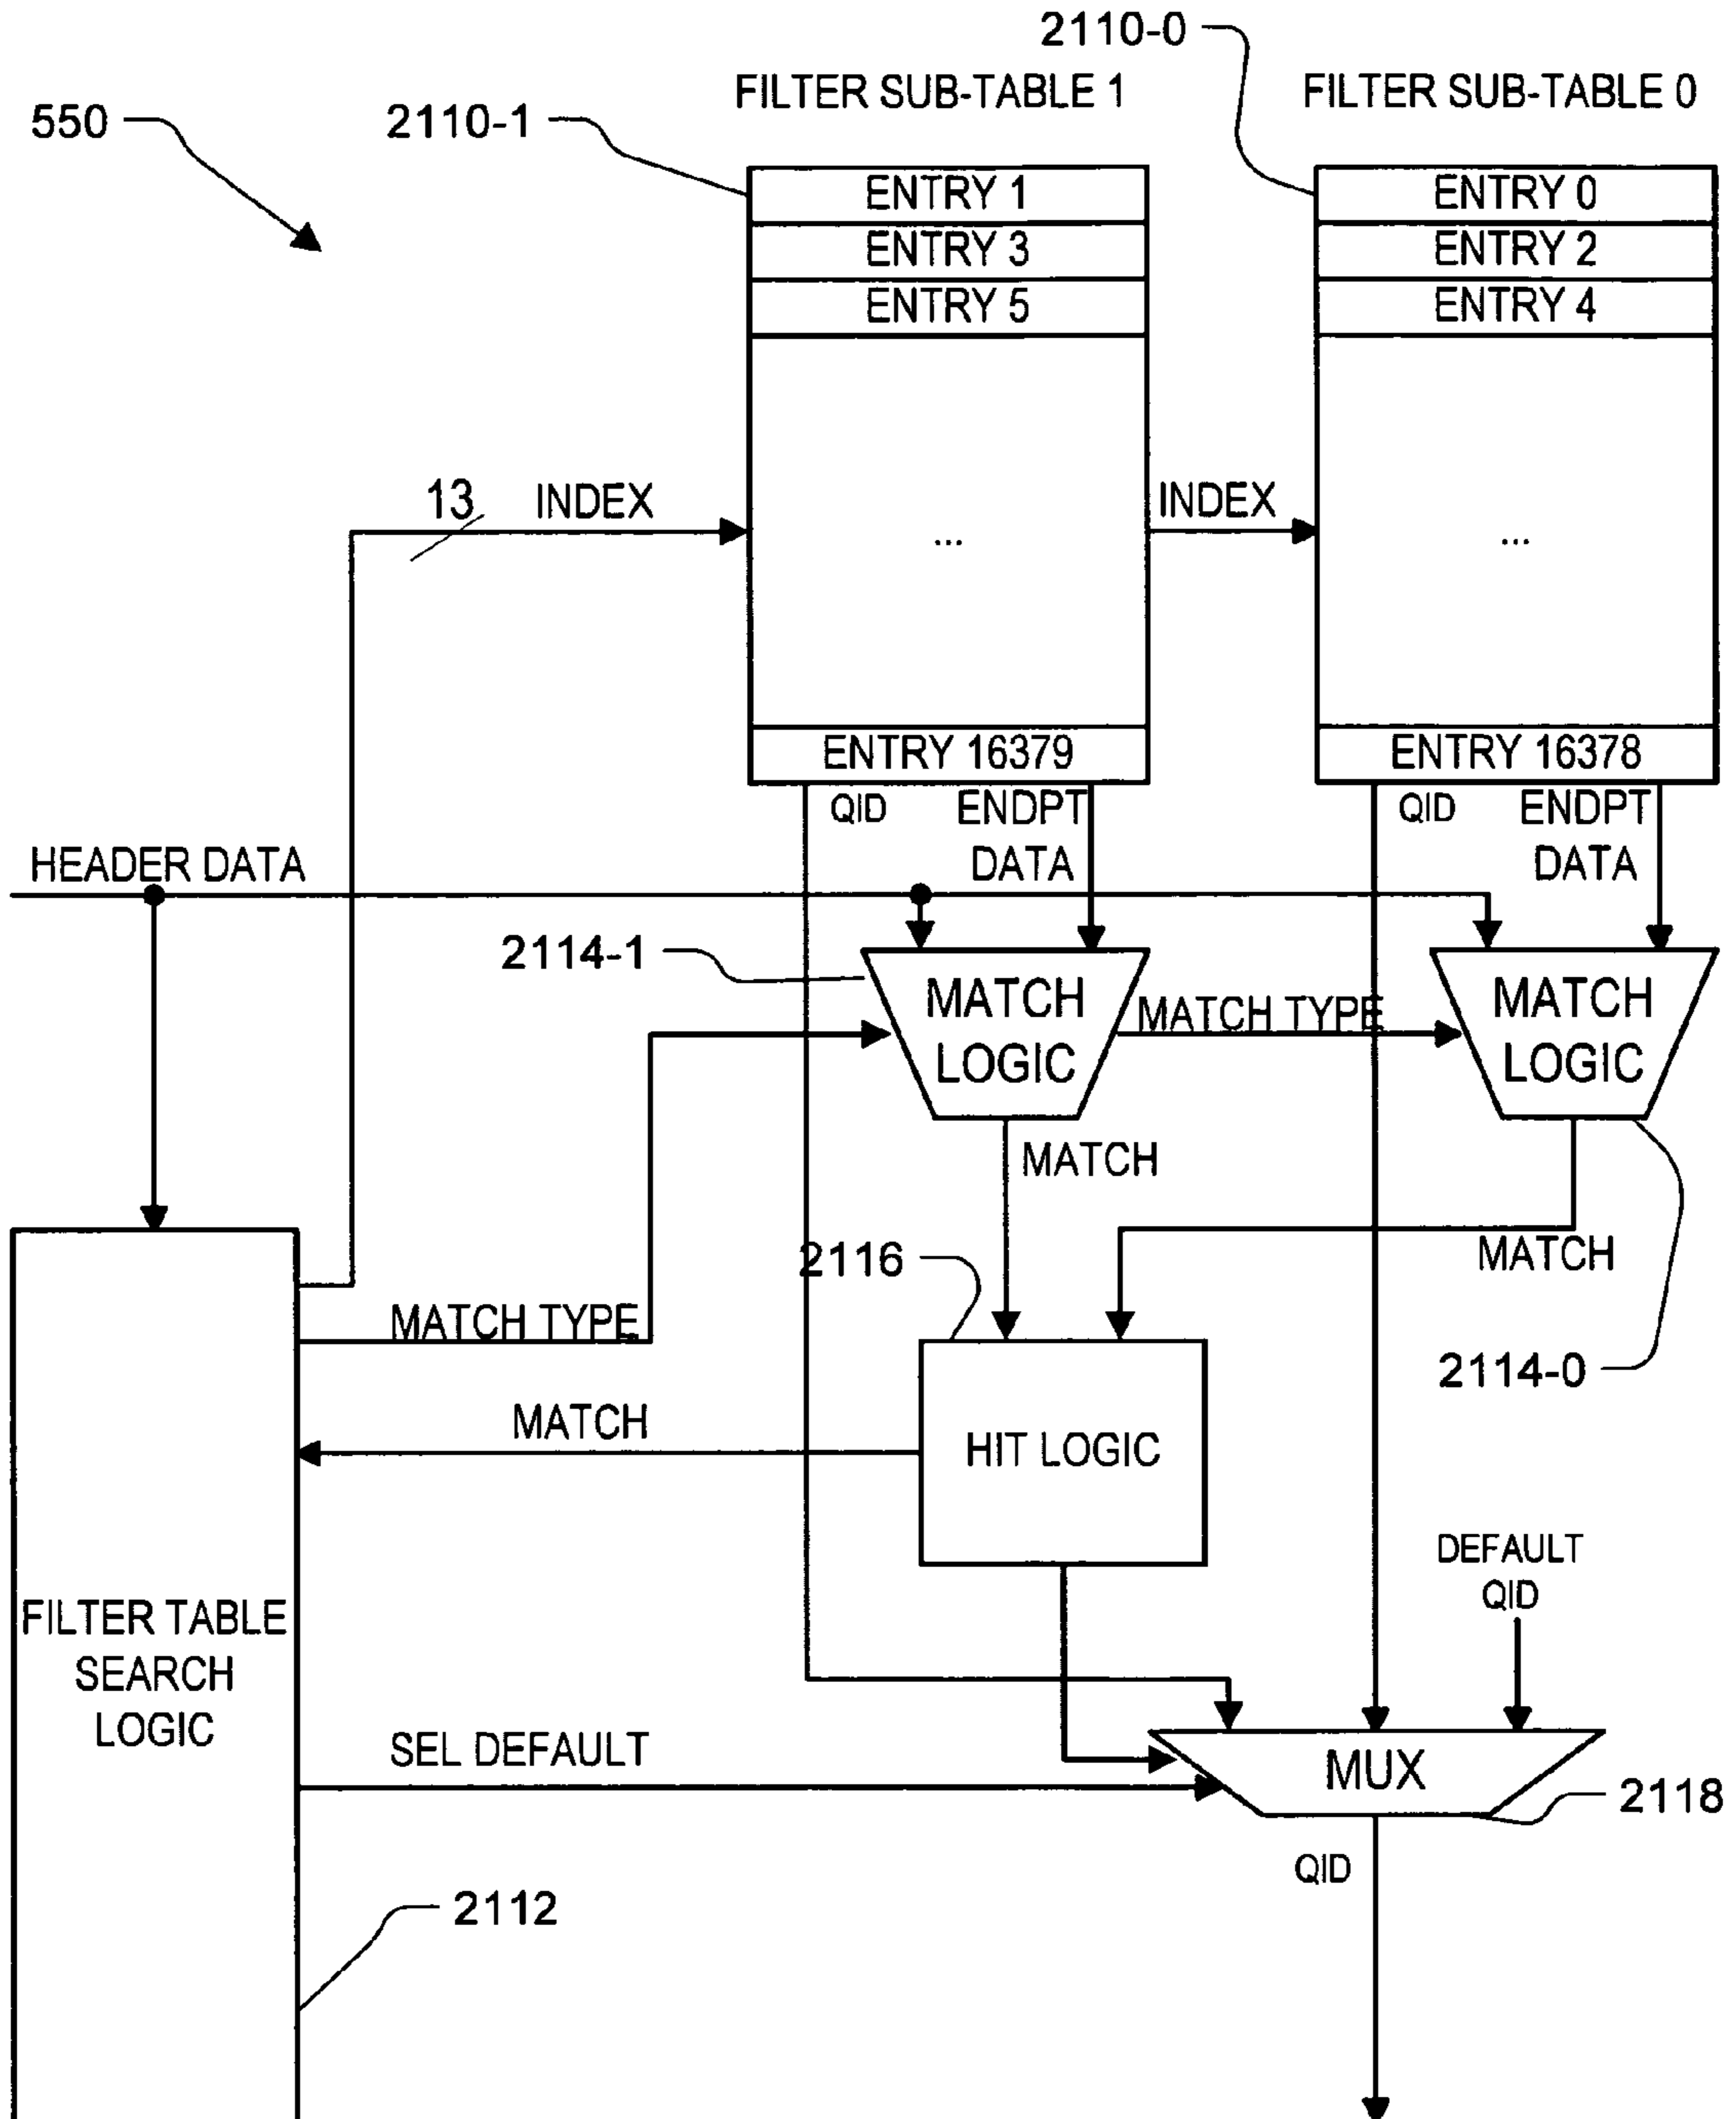 2110-0
FILTER SUB-TABLE 1
FILTER SUB-TABLE 0
550
2110-1
ENTRY 1
ENTRY 0
ENTRY 3
ENTRY 2
ENTRY 5
ENTRY 4
13
INDEX
INDEX
...
...
ENTRY 16379
ENTRY 16378
QID
ENDPT
DATA
QID
ENDPT
DATA
HEADER DATA
2114-1
MATCH
LOGIC
MATCH TYPE
MATCH
LOGIC
MATCH
MATCH
2116
MATCH TYPE
2114-0
MATCH
HIT LOGIC
DEFAULT
QID
FILTER TABLE
SEARCH
LOGIC
SEL DEFAULT
MUX
2118
QID
2112